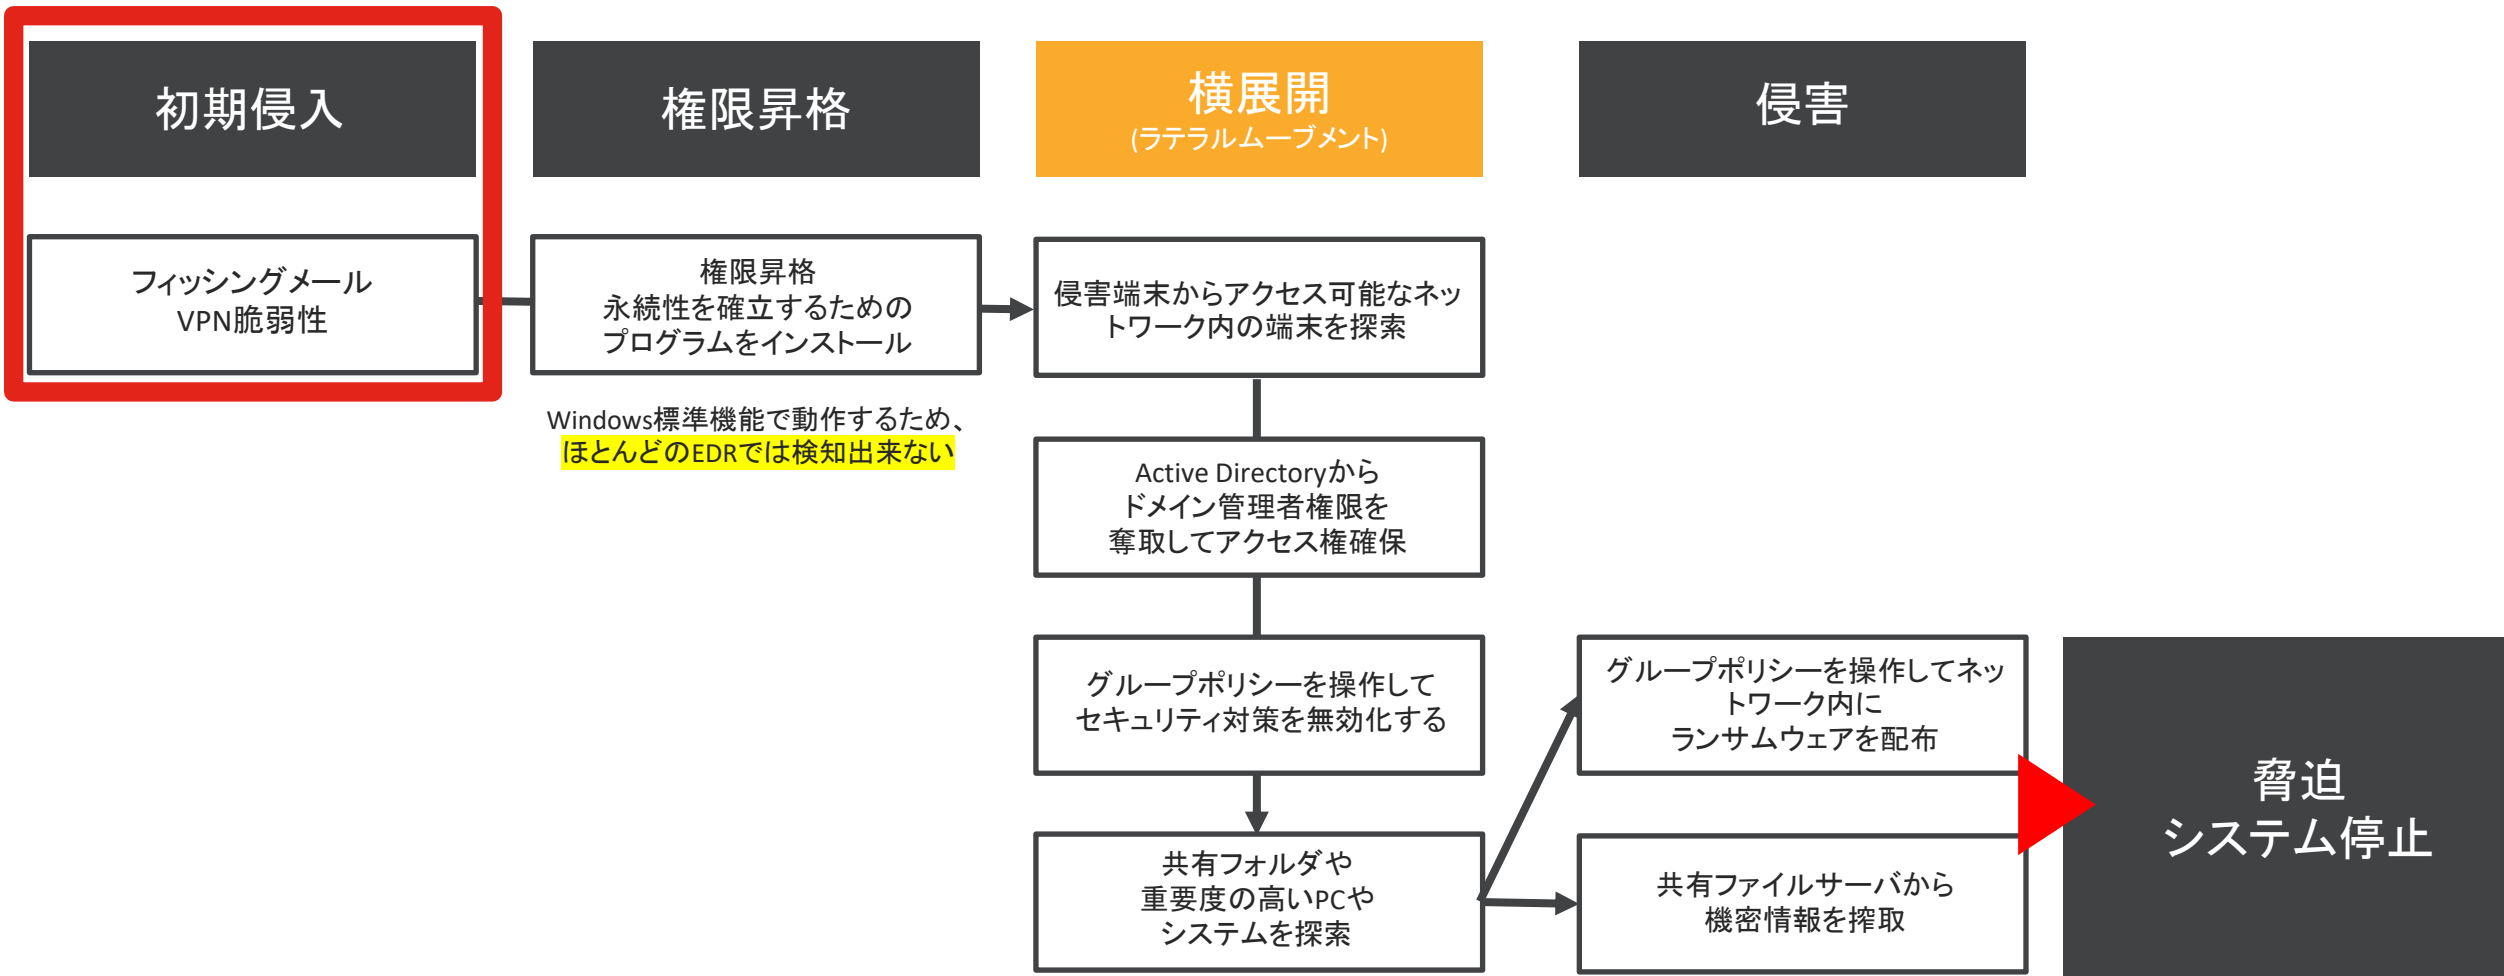 初期侵入
権限昇格
横展開
(ラテラルムーブメント)
侵害
フィッシングメール
VPN脆弱性
権限昇格
永続性を確立するための
プログラムをインストール
Windows標準機能で動作するため、
ほとんどのEDRでは検知出来ない
侵害端末からアクセス可能なネッ
トワーク内の端末を探索
Active Directoryから
ドメイン管理者権限を
奪取してアクセス権確保
グループポリシーを操作して
セキュリティ対策を無効化する
共有フォルダや
重要度の高いPCや
システムを探索
グループポリシーを操作してネッ
トワーク内に
ランサムウェアを配布
共有ファイルサーバから
機密情報を搾取
脅迫
システム停止